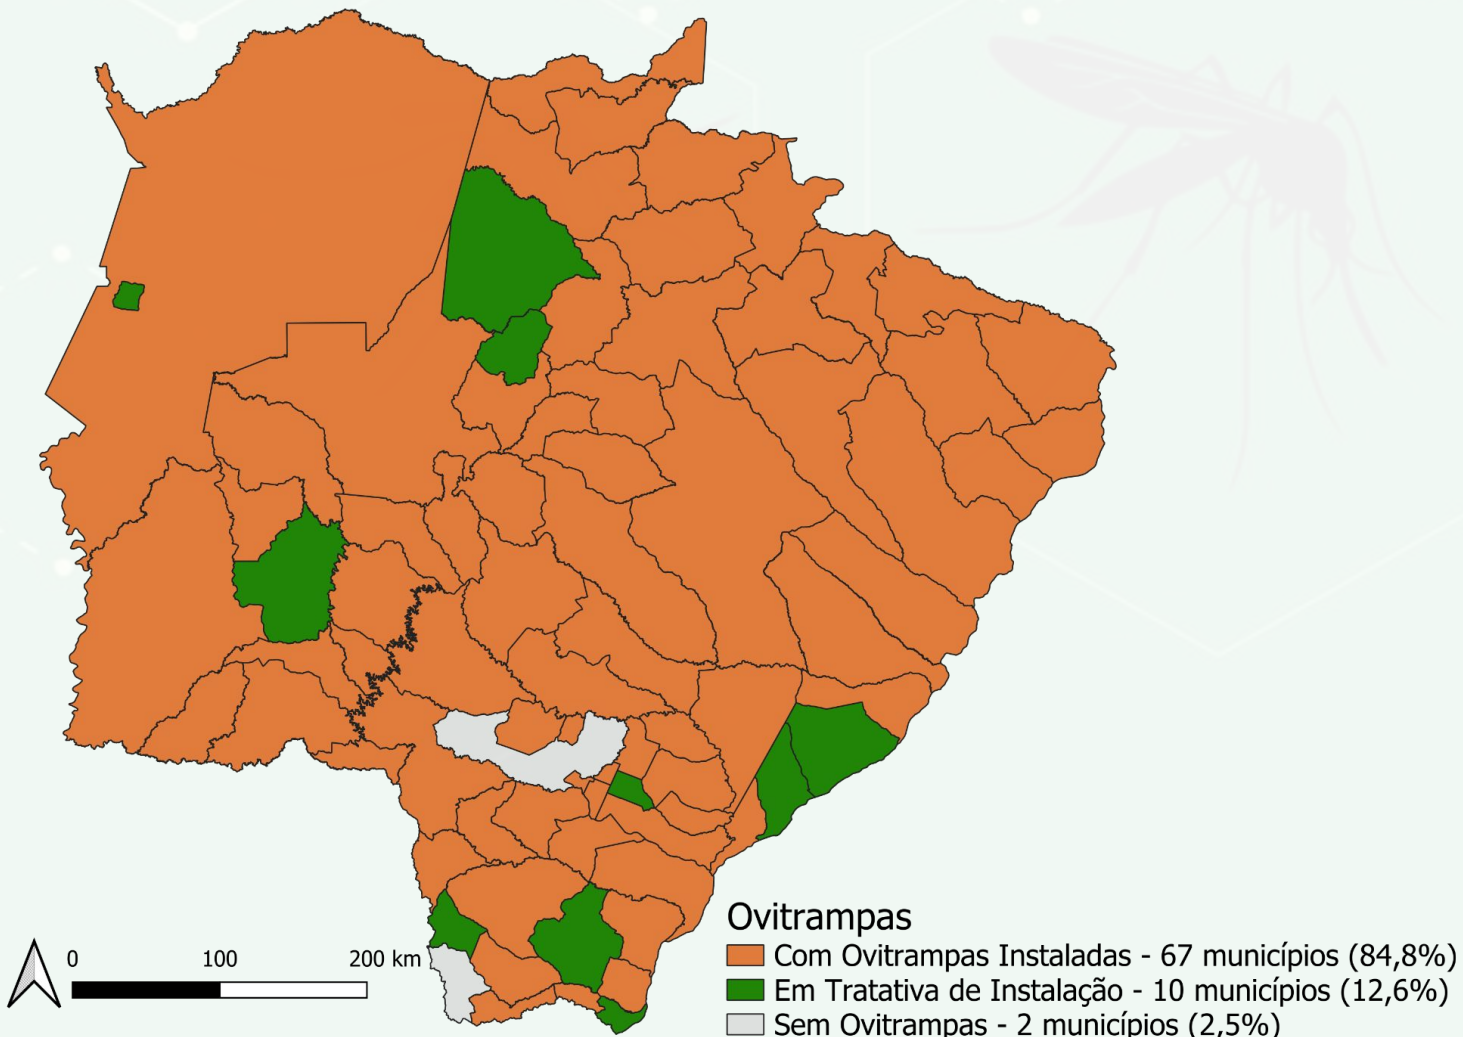 0 100 200 km
Ovitrampas
Com Ovitrampas Instaladas - 67 municípios (84,8%)
Em Tratativa de Instalação - 10 municípios (12,6%)
Sem Ovitrampas - 2 municípios (2,5%)